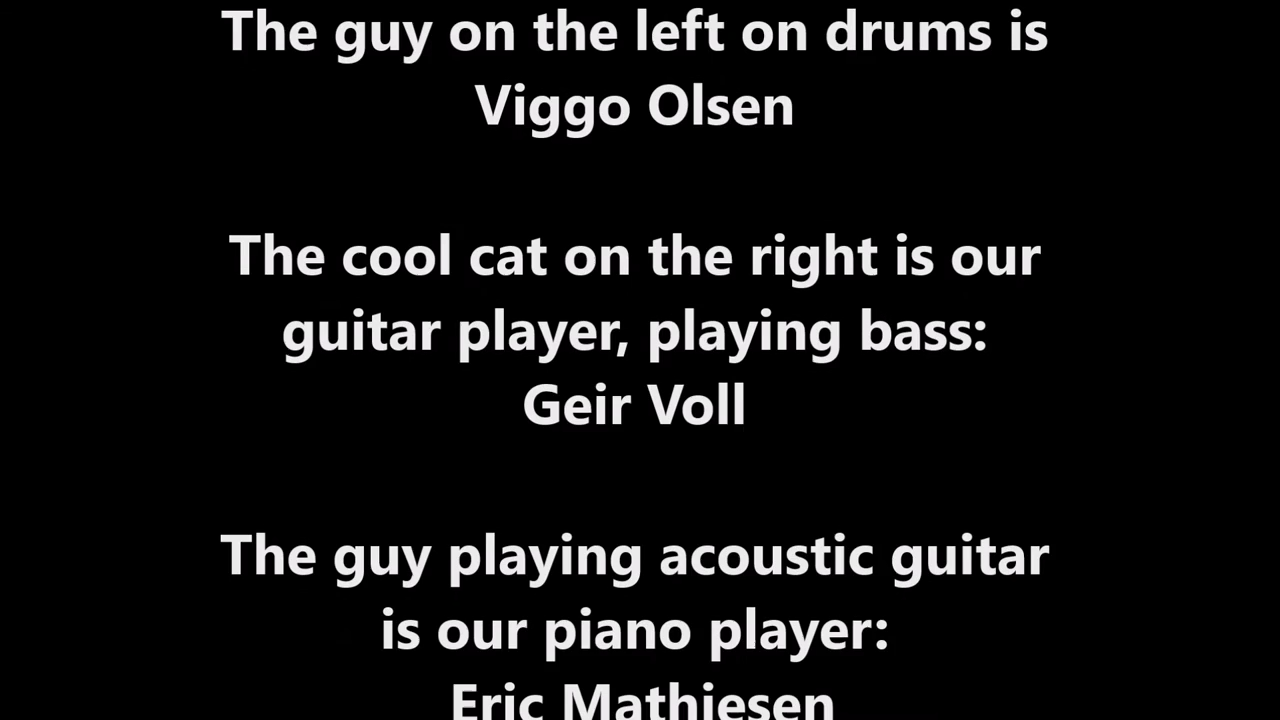 The guy on the left on drums is
Viggo Olsen
The cool cat on the right is our
guitar player, playing bass:
Geir Voll
The guy playing acoustic guitar
is our piano player:
Eric Mathiesen